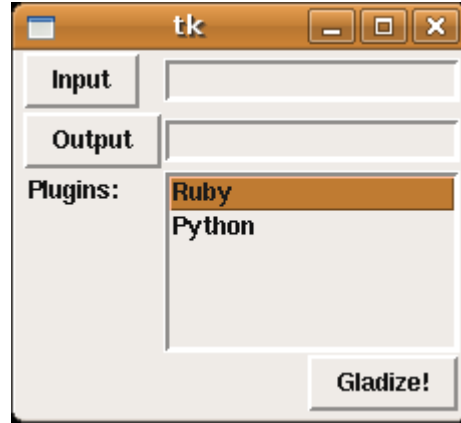 tk
Input
Output
Plugins:
Ruby
Python
Gladize!